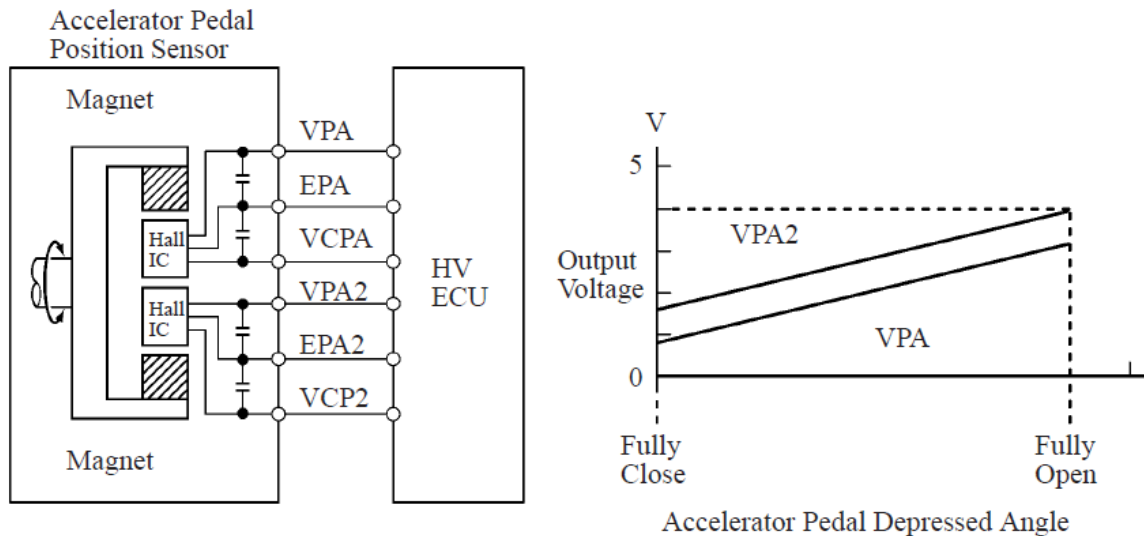 Accelerator Pedal
Position Sensor
Magnet
Hall
IC
Hall
IC
Magnet
VPA
EPA
VCPA
VPA2
EPA2
VCP2
HV
ECU
V
5
Output
Voltage
0
VPA2
VPA
Fully
Close
Fully
Open
Accelerator Pedal Depressed Angle